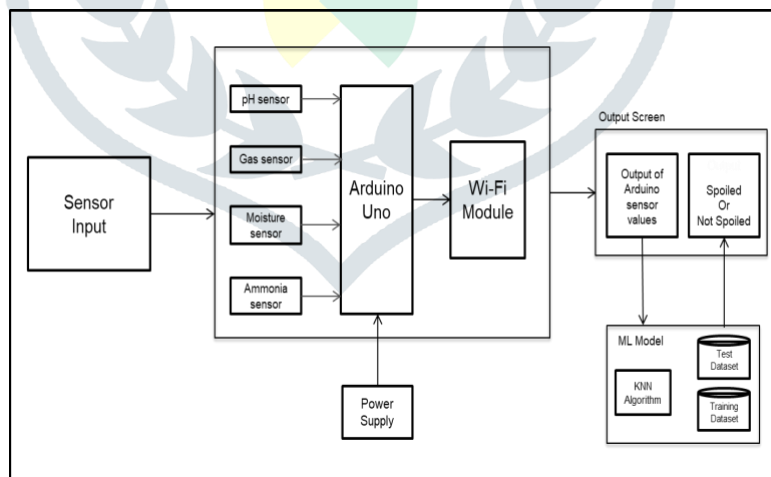 Sensor
Input
pH sensor
Gas sensor
Moisture
sensor
Ammonia
sensor
Arduino
Uno
Wi-Fi
Module
Power
Supply
Output Screen
Output of
Arduino
sensor
values
Spoiled
Or
Not Spoiled
ML Model
KNN
Algorithm
Test
Dataset
Training
Dataset